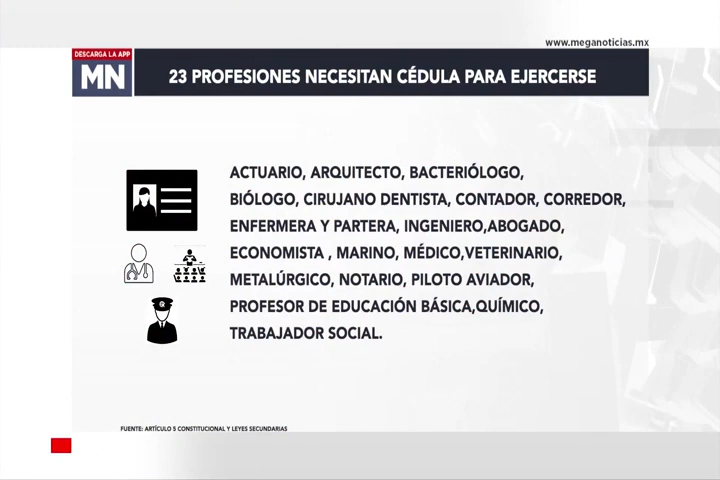 www.meganoticias.mx
DESCARGA LA APP
MN
23 PROFESIONES NECESITAN CÉDULA PARA EJERCERSE
ACTUARIO, ARQUITECTO, BACTERIÓLOGO,
BIÓLOGO, CIRUJANO DENTISTA, CONTADOR, CORREDOR,
ENFERMERA Y PARTERA, INGENIERO,ABOGADO,
ECONOMISTA , MARINO, MÉDICO,VETERINARIO,
METALÚRGICO, NOTARIO, PILOTO AVIADOR,
PROFESOR DE EDUCACIÓN BÁSICA,QUÍMICO,
TRABAJADOR SOCIAL.
FUENTE: ARTÍCULO 5 CONSTITUCIONAL Y LEYES SECUNDARIAS